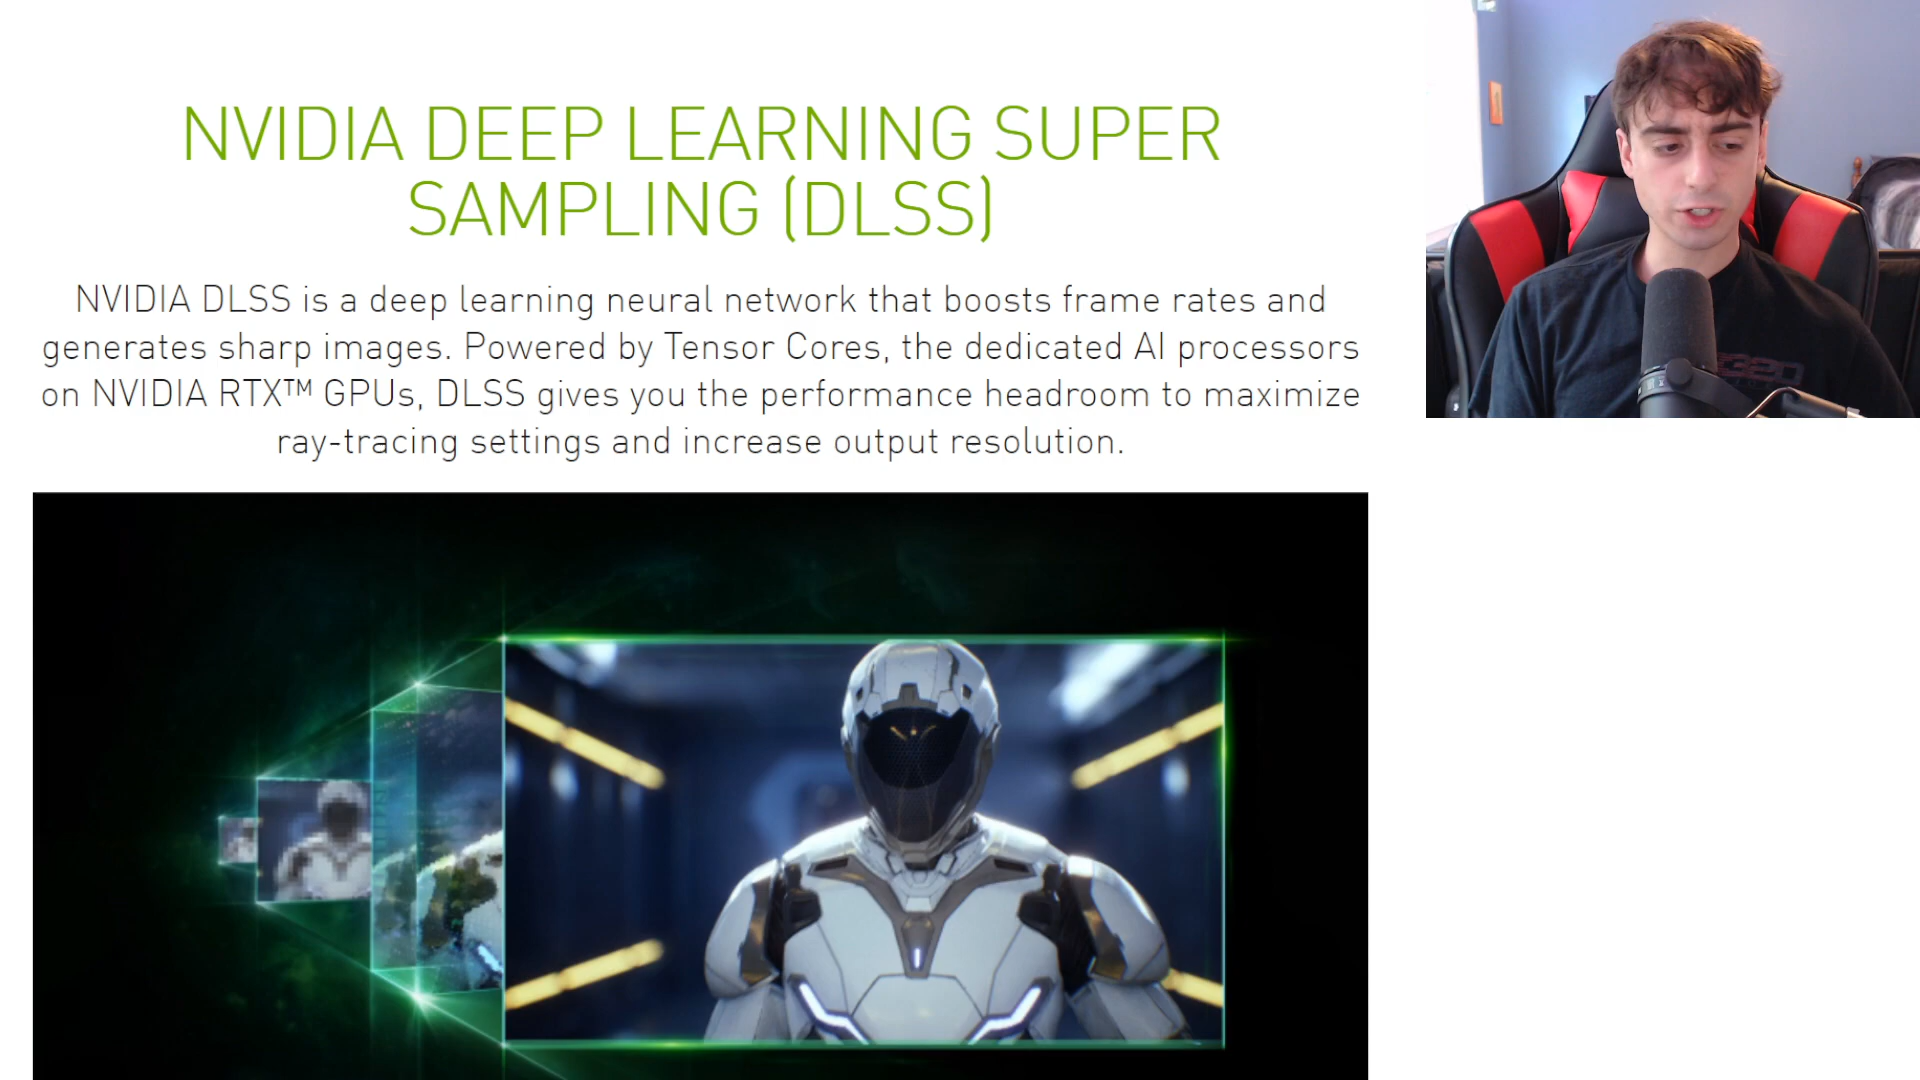 NVIDIA DEEP LEARNING SUPER
SAMPLING (DLSS)
NVIDIA DLSS is a deep learning neural network that boosts frame rates and
generates sharp images. Powered by Tensor Cores, the dedicated AI processors
on NVIDIA RTX™ GPUs, DLSS gives you the performance headroom to maximize
ray-tracing settings and increase output resolution.